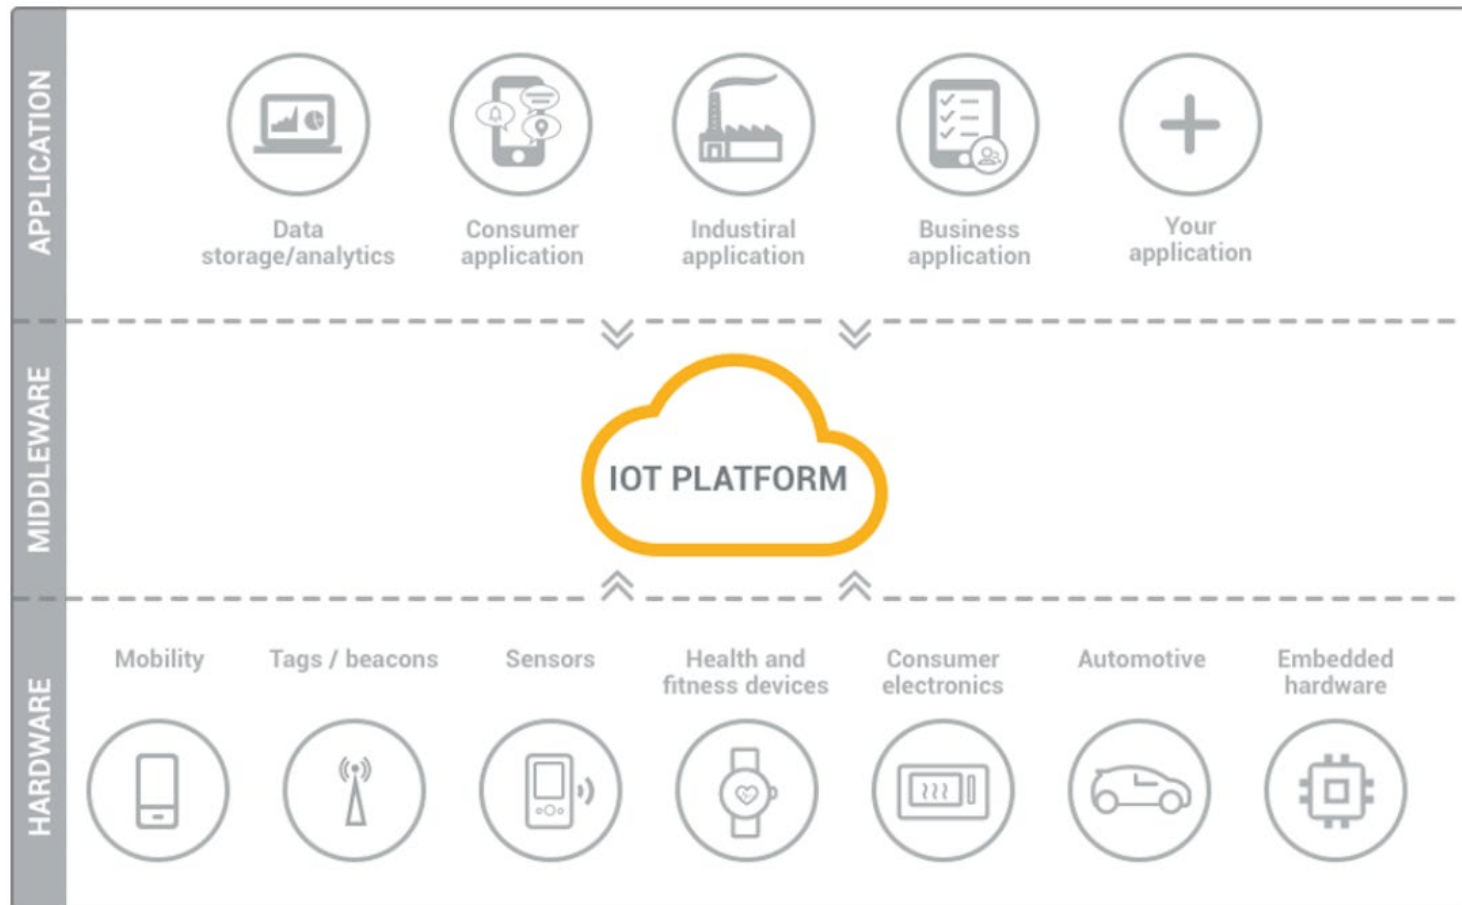 APPLICATION
Data
storage/analytics
Consumer
application
Industiral
application
Business
application
Your
application
MIDDLEWARE
IOT PLATFORM
HARDWARE
Mobility
Tags / beacons
Sensors
Health and
fitness devices
Consumer
electronics
Automotive
Embedded
hardware